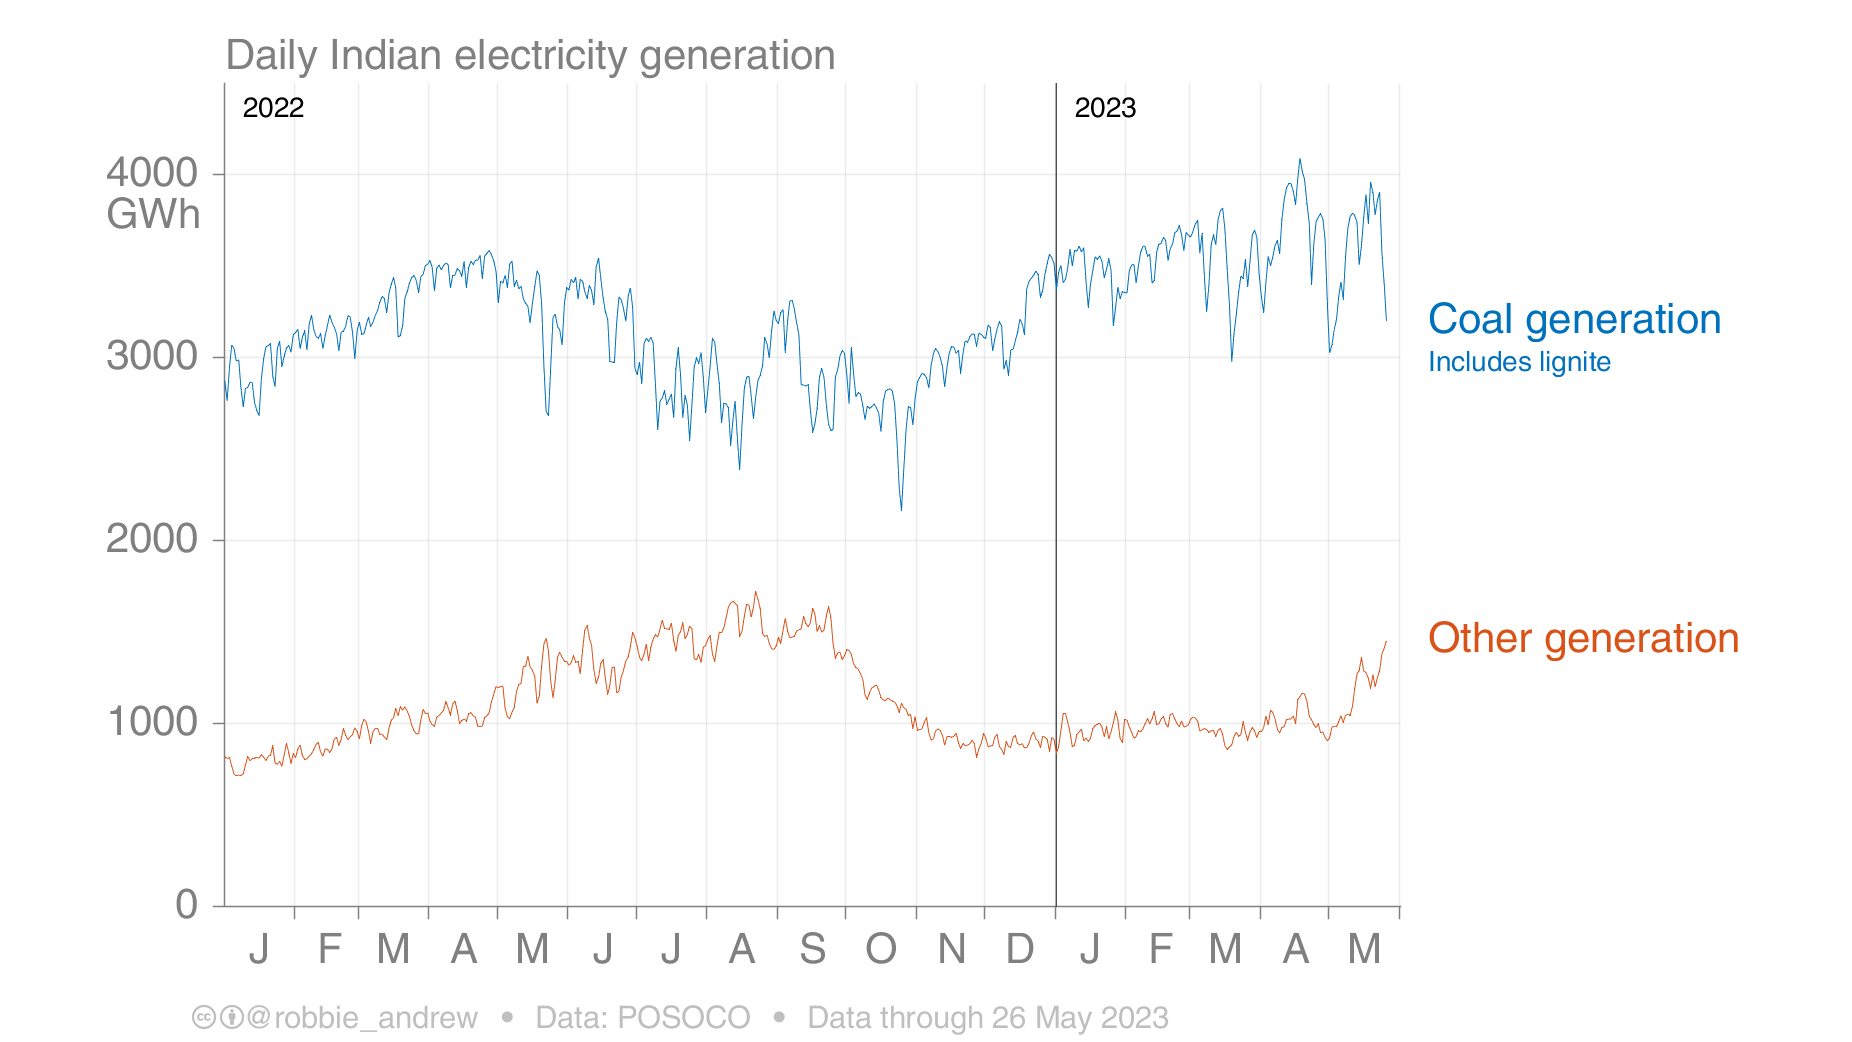 Daily Indian electricity generation
2022
2023
4000
GWh
3000
2000
1000
0
Coal generation
Includes lignite
Other generation
J F M A M J J A S O N D J F M A M
@robbie_andrew • Data: POSOCO • Data through 26 May 2023